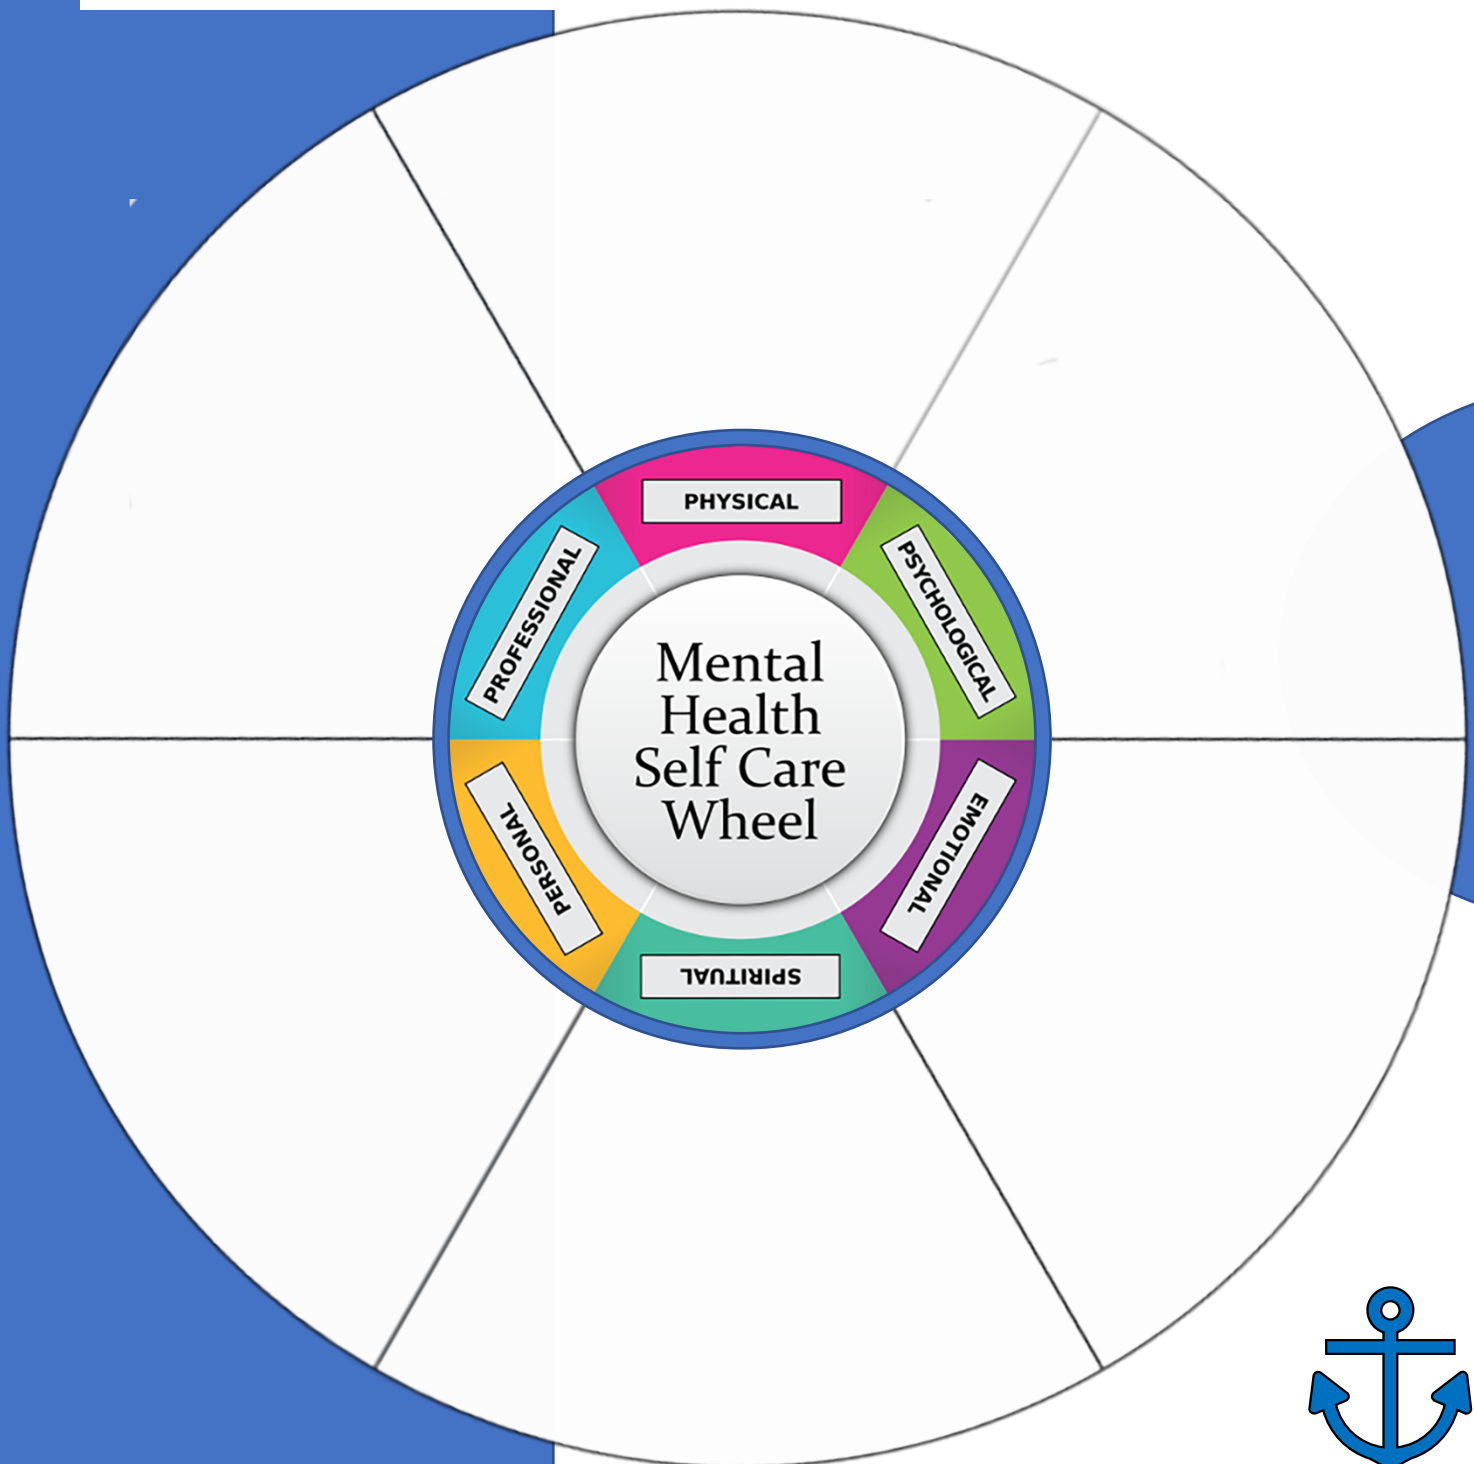 PHYSICAL
PSYCHOLOGICAL
EMOTIONAL
SPIRITUAL
PERSONAL
PROFESSIONAL
Mental
Health
Self Care
Wheel